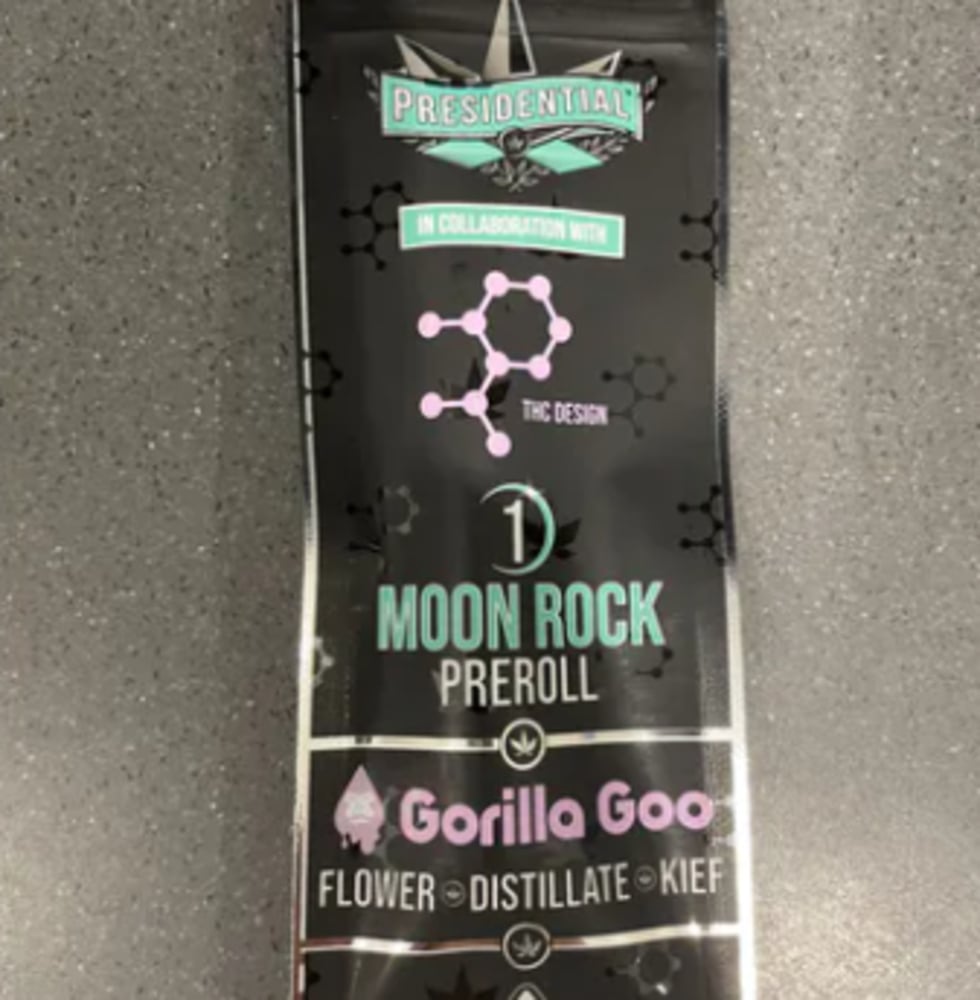 PRESIDENTIAL
IN COLLABORATION WITH
THC DESIGN
1
MOON ROCK
PREROLL
Gorilla Goo
FLOWER DISTILLATE KIEF